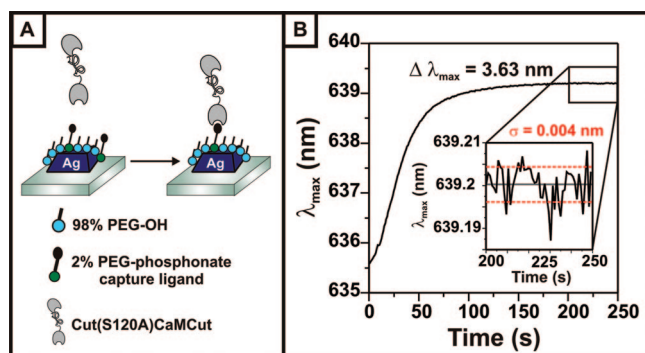 A
Ag
Ag
98% PEG-OH
2% PEG-phosphonate
capture ligand
Cut(S120A)CaMCut
B
640
639
638
637
636
635
λmax (nm)
Δ λmax = 3.63 nm
0
50
100
150
200
250
Time (s)
639.21
639.2
639.19
λmax (nm)
σ = 0.004 nm
200
225
250
Time (s)